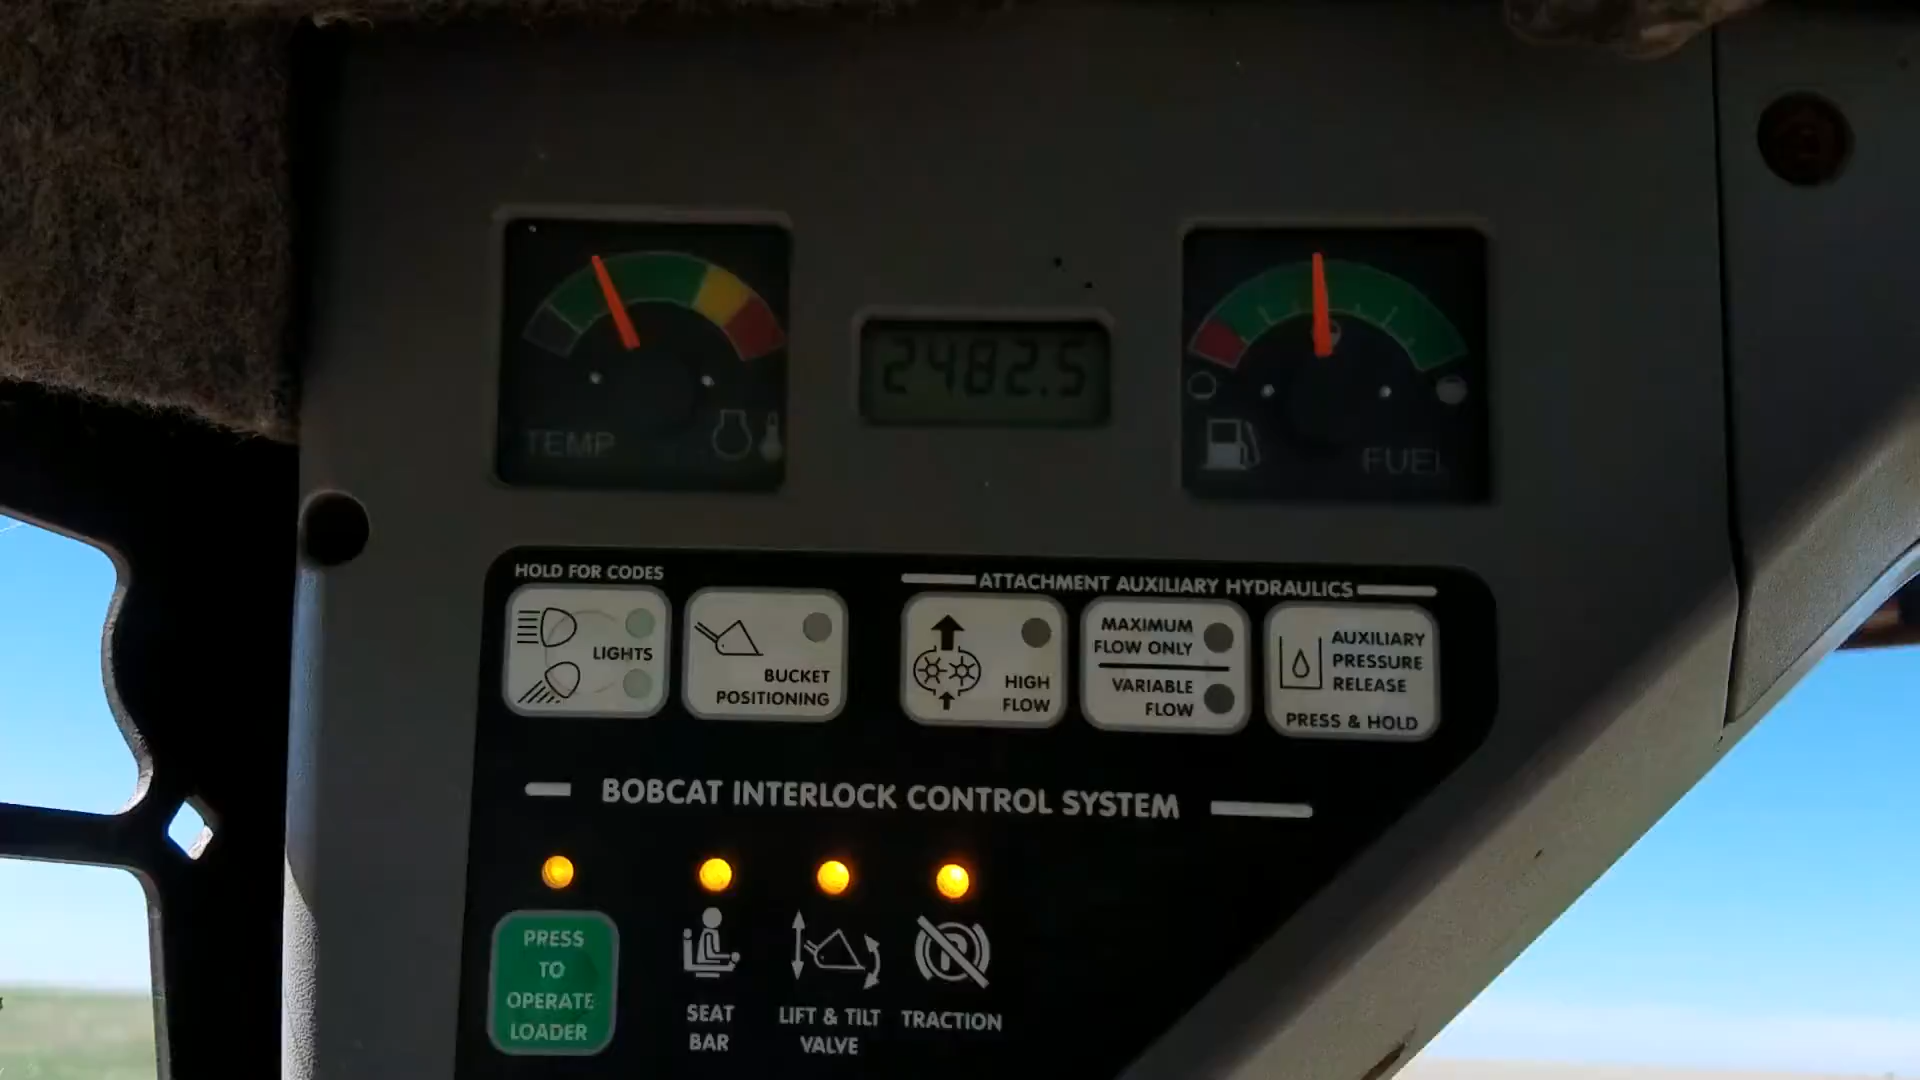 2482.5
TEMP
FUEL
HOLD FOR CODES
LIGHTS
BUCKET
POSITIONING
ATTACHMENT AUXILIARY HYDRAULICS
HIGH
FLOW
MAXIMUM
FLOW ONLY
VARIABLE
FLOW
AUXILIARY
PRESSURE
RELEASE
PRESS & HOLD
BOBCAT INTERLOCK CONTROL SYSTEM
PRESS
TO
OPERATE
LOADER
SEAT
BAR
LIFT & TILT
VALVE
TRACTION